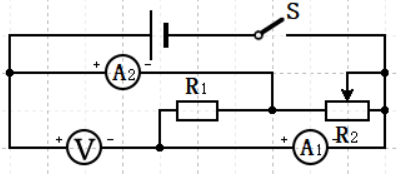 S
+ A2 −
R1
+ V − + A1 − R2